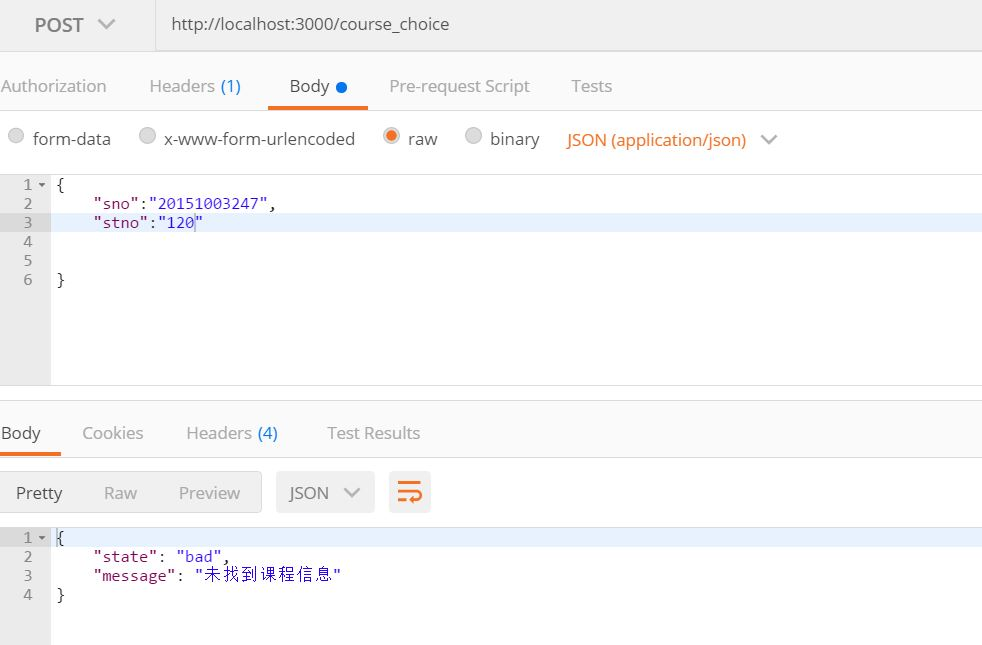 POST http://localhost:3000/course_choice
Authorization Headers (1) Body Pre-request Script Tests
form-data x-www-form-urlencoded raw binary JSON (application/json)
1 {
2 "sno":"20151003247",
3 "stno":"120"
4
5
6 }
Body Cookies Headers (4) Test Results
Pretty Raw Preview JSON
1 {
2 "state": "bad",
3 "message": "未找到课程信息"
4 }